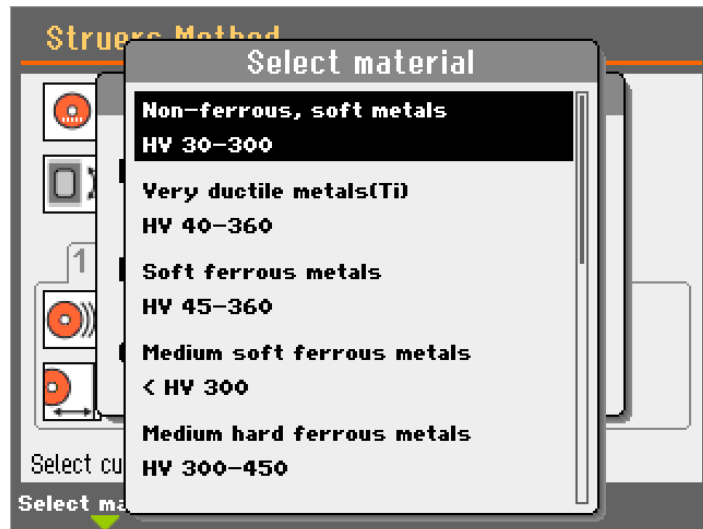 Struers Method
Select material
Non-ferrous, soft metals
HV 30-300
Very ductile metals(Ti)
HV 40-360
Soft ferrous metals
HV 45-360
Medium soft ferrous metals
< HV 300
Medium hard ferrous metals
HV 300-450
1
Select cu
Select ma